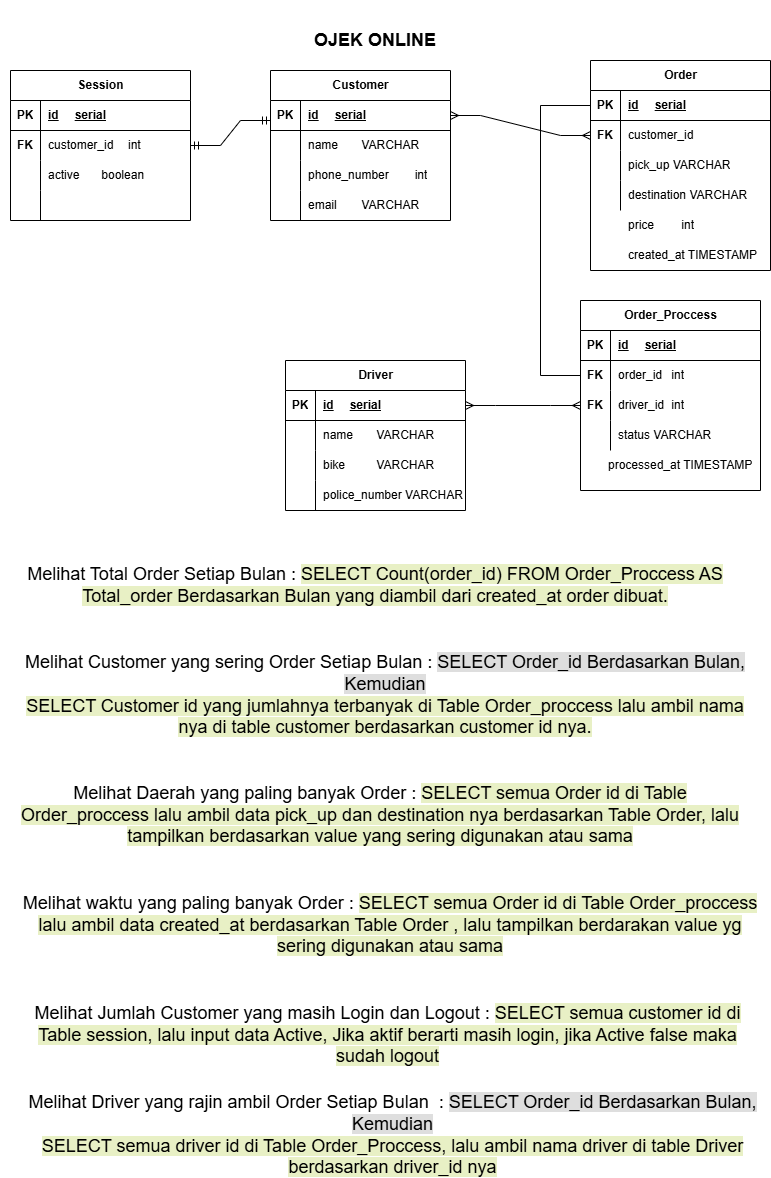 OJEK ONLINE
Session
PK id serial
FK customer_id int
active boolean
Customer
PK id serial
name VARCHAR
phone_number int
email VARCHAR
Order
PK id serial
FK customer_id
pick_up VARCHAR
destination VARCHAR
price int
created_at TIMESTAMP
Order_Proccess
PK id serial
FK order_id int
FK driver_id int
status VARCHAR
processed_at TIMESTAMP
Driver
PK id serial
name VARCHAR
bike VARCHAR
police_number VARCHAR
Melihat Total Order Setiap Bulan : SELECT Count(order_id) FROM Order_Proccess AS
Total_order Berdasarkan Bulan yang diambil dari created_at order dibuat.
Melihat Customer yang sering Order Setiap Bulan : SELECT Order_id Berdasarkan Bulan,
Kemudian
SELECT Customer id yang jumlahnya terbanyak di Table Order_proccess lalu ambil nama
nya di table customer berdasarkan customer id nya.
Melihat Daerah yang paling banyak Order : SELECT semua Order id di Table
Order_proccess lalu ambil data pick_up dan destination nya berdasarkan Table Order, lalu
tampilkan berdasarkan value yang sering digunakan atau sama
Melihat waktu yang paling banyak Order : SELECT semua Order id di Table Order_proccess
lalu ambil data created_at berdasarkan Table Order , lalu tampilkan berdarakan value yg
sering digunakan atau sama
Melihat Jumlah Customer yang masih Login dan Logout : SELECT semua customer id di
Table session, lalu input data Active, Jika aktif berarti masih login, jika Active false maka
sudah logout
Melihat Driver yang rajin ambil Order Setiap Bulan : SELECT Order_id Berdasarkan Bulan,
Kemudian
SELECT semua driver id di Table Order_Proccess, lalu ambil nama driver di table Driver
berdasarkan driver_id nya